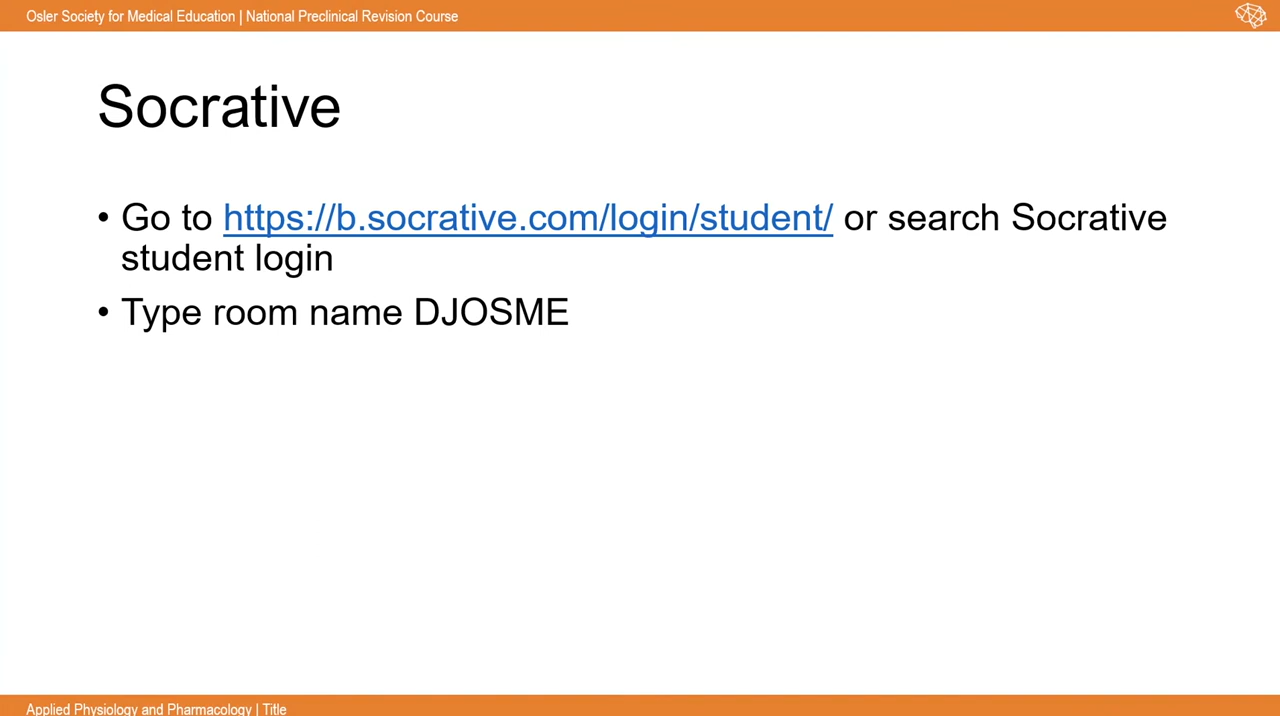 Osler Society for Medical Education | National Preclinical Revision Course
Socrative
• Go to https://b.socrative.com/login/student/ or search Socrative
student login
• Type room name DJOSME
Applied Physiology and Pharmacology | Title